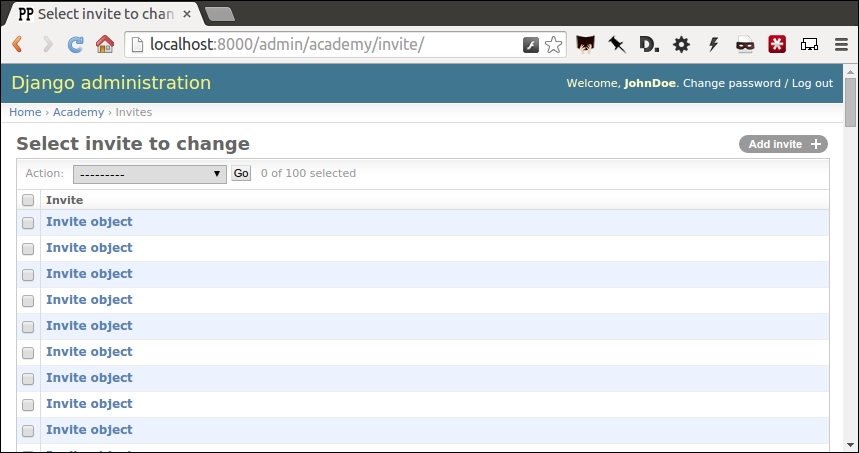 PP Select invite to chan
localhost:8000/admin/academy/invite/
D.
Django administration
Welcome, JohnDoe. Change password / Log out
Home › Academy › Invites
Select invite to change
Add invite +
Action: --------- Go 0 of 100 selected
Invite
Invite object
Invite object
Invite object
Invite object
Invite object
Invite object
Invite object
Invite object
Invite object